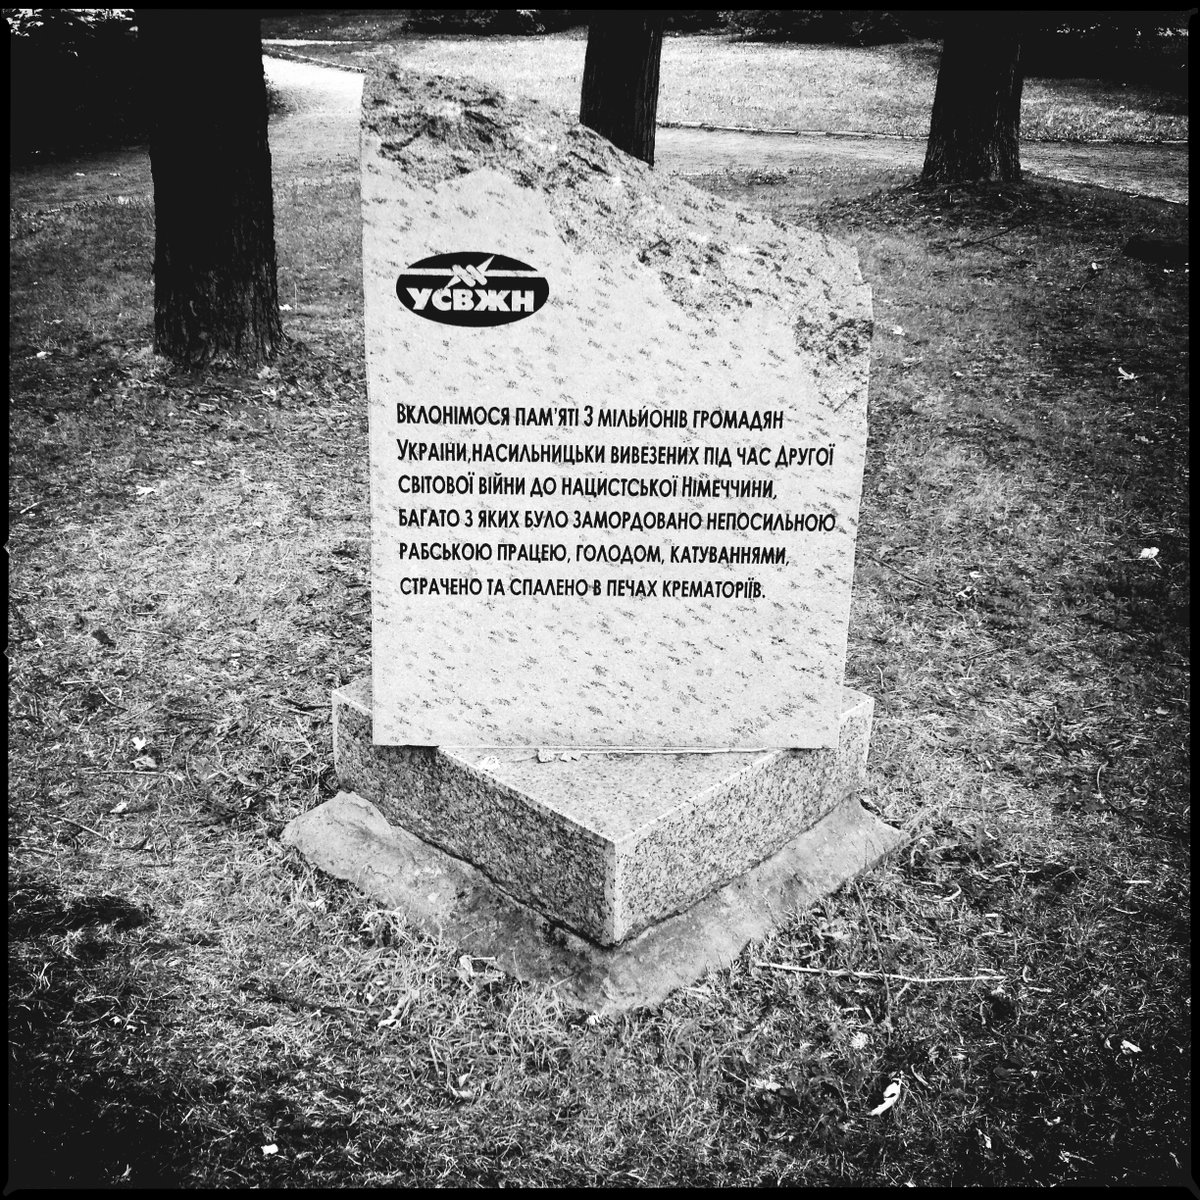 УСВЖН
Вклонімося пам'яті 3 мільйонів громадян
України,насильницьки вивезених під час Другої
світової війни до нацистської Німеччини,
багато з яких було замордовано непосильною
рабською працею, голодом, катуваннями,
страчено та спалено в печах крематоріїв.